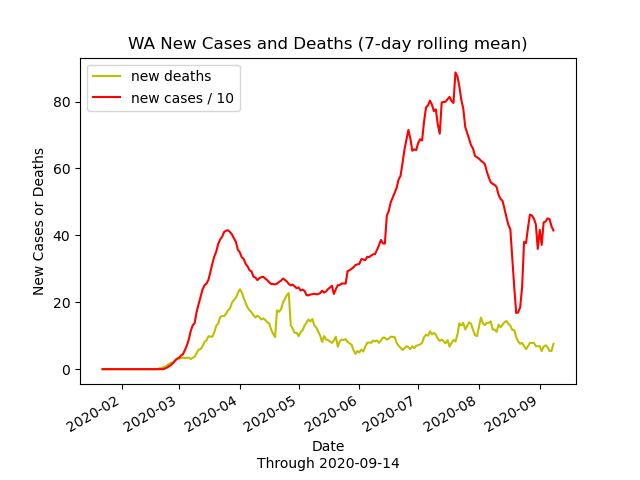 WA New Cases and Deaths (7-day rolling mean)
new deaths
new cases / 10
New Cases or Deaths
80
60
40
20
0
2020-02
2020-03
2020-04
2020-05
2020-06
2020-07
2020-08
2020-09
Date
Through 2020-09-14